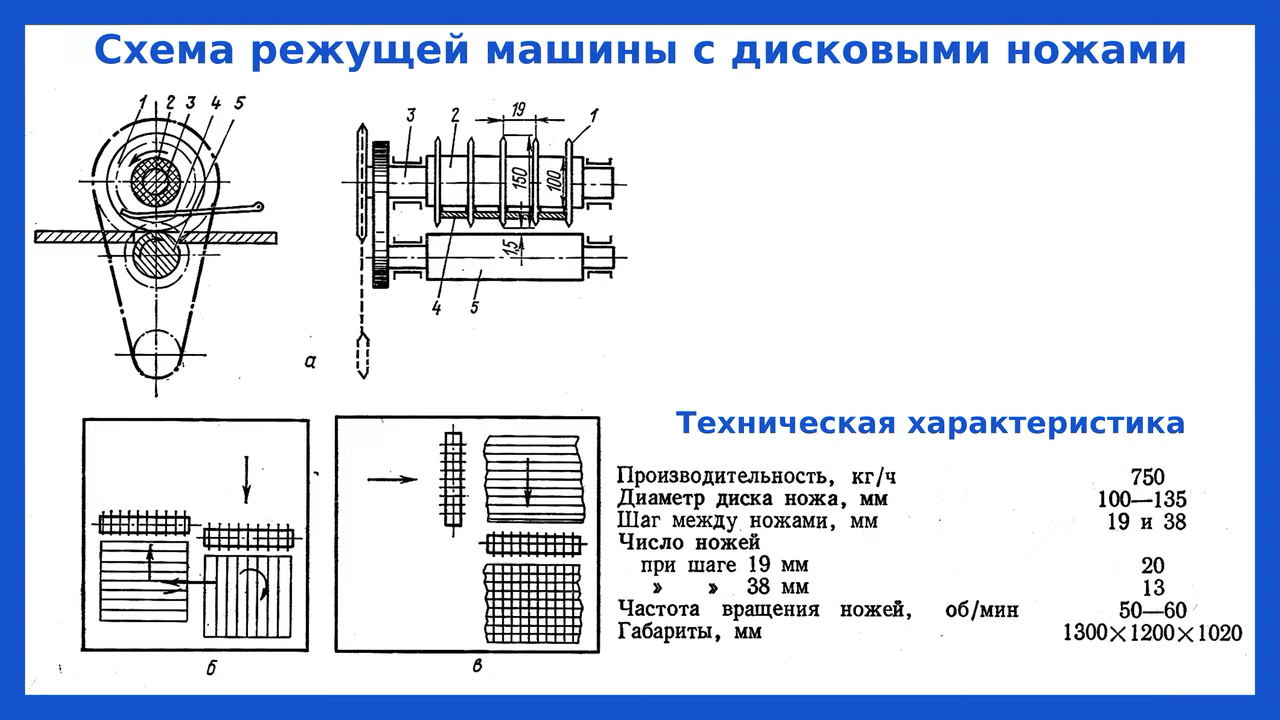 Схема режущей машины с дисковыми ножами
1 2 3 4 5
3 2 19 1
150 100
4 1,5
4 5
а
Техническая характеристика
Производительность, кг/ч 750
Диаметр диска ножа, мм 100—135
Шаг между ножами, мм 19 и 38
Число ножей
при шаге 19 мм 20
» » 38 мм 13
Частота вращения ножей, об/мин 50—60
Габариты, мм 1300×1200×1020
б в